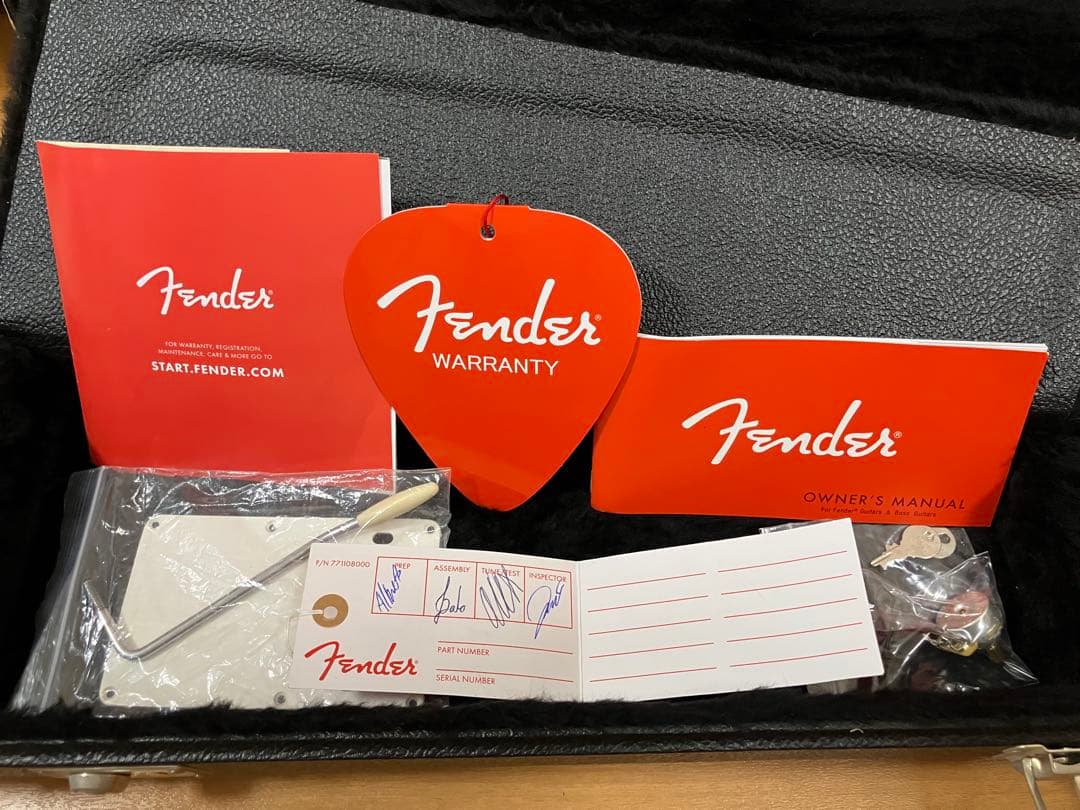 Fender®
FOR WARRANTY, REGISTRATION,
MAINTENANCE, CARE & MORE GO TO
START.FENDER.COM
Fender®
WARRANTY
Fender®
OWNER'S MANUAL
For Fender® Guitars & Bass Guitars
P/N 7711080000
PREP
ASSEMBLY
TUNE TEST
INSPECTOR
Fender®
PART NUMBER
SERIAL NUMBER